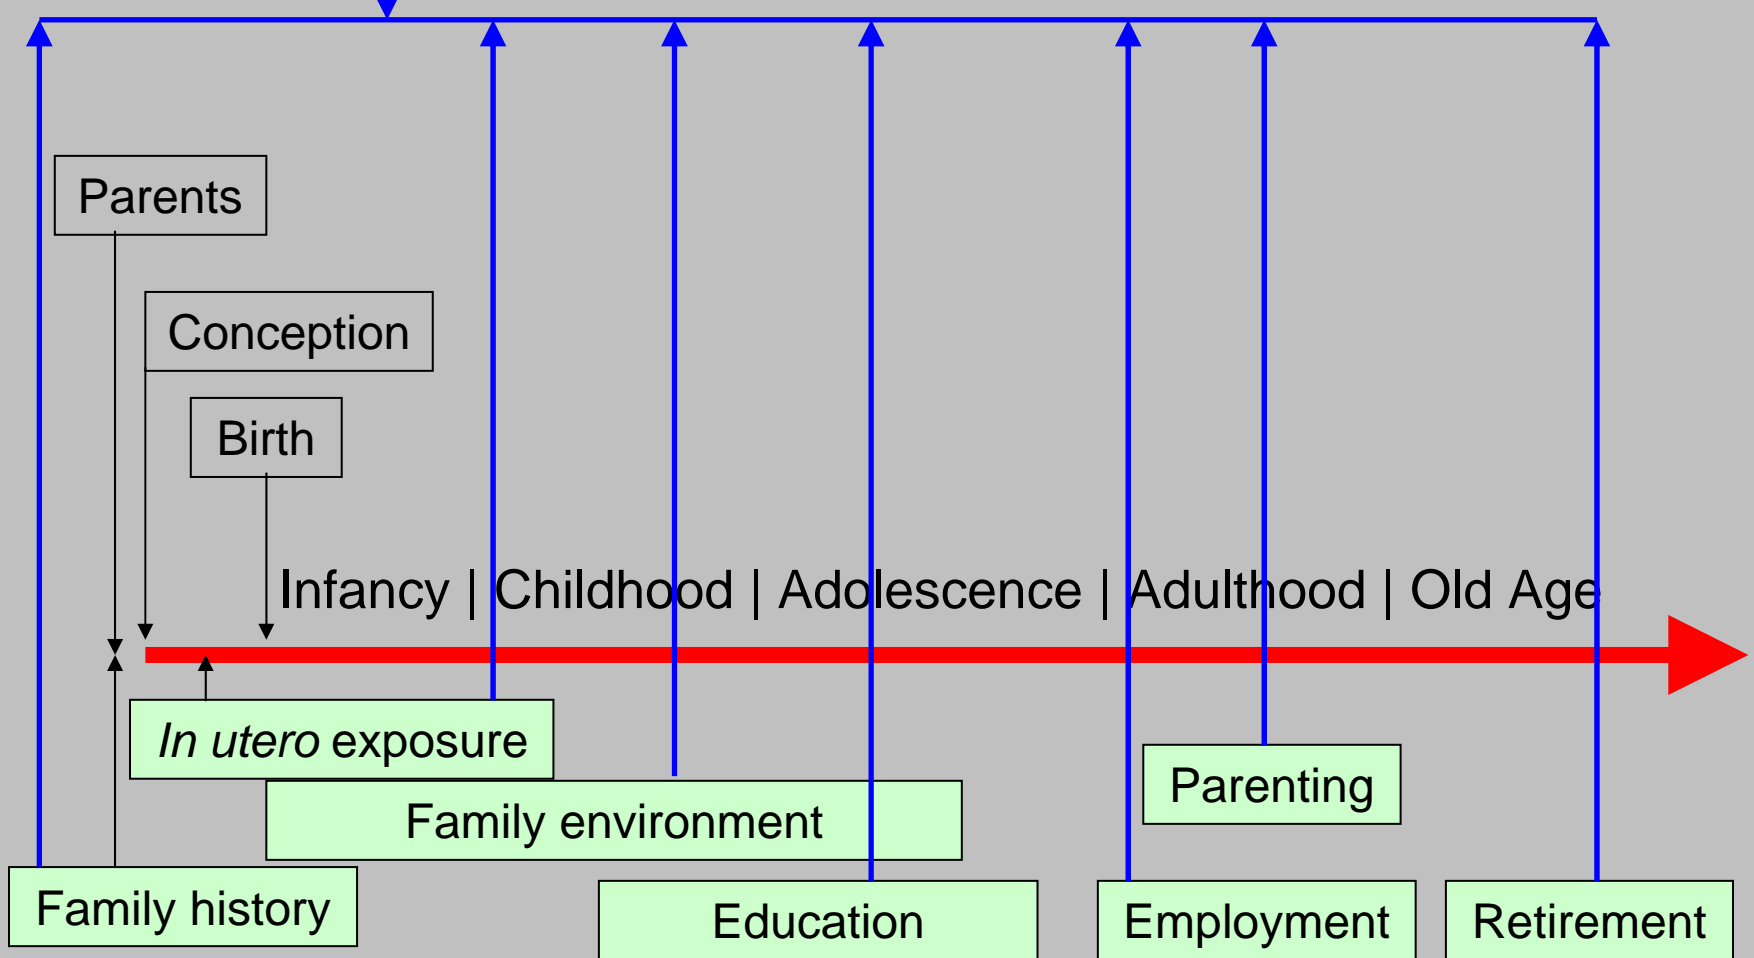 Parents
Conception
Birth
Infancy | Childhood | Adolescence | Adulthood | Old Age
In utero exposure
Parenting
Family environment
Family history
Education
Employment
Retirement